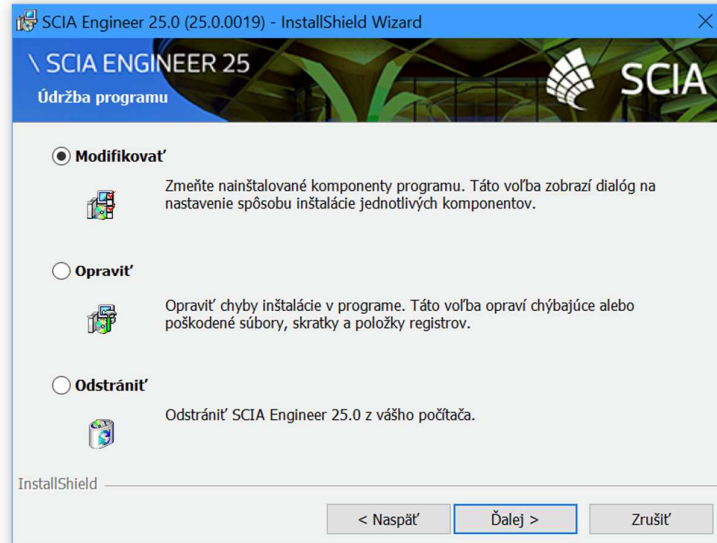 SCIA Engineer 25.0 (25.0.0019) - InstallShield Wizard
\ SCIA ENGINEER 25
SCIA
Údržba programu
Modifikovať
Zmeňte nainštalované komponenty programu. Táto voľba zobrazí dialóg na
nastavenie spôsobu inštalácie jednotlivých komponentov.
Opraviť
Opraviť chyby inštalácie v programe. Táto voľba opraví chýbajúce alebo
poškodené súbory, skratky a položky registrov.
Odstrániť
Odstrániť SCIA Engineer 25.0 z vášho počítača.
InstallShield
< Naspäť
Ďalej >
Zrušiť